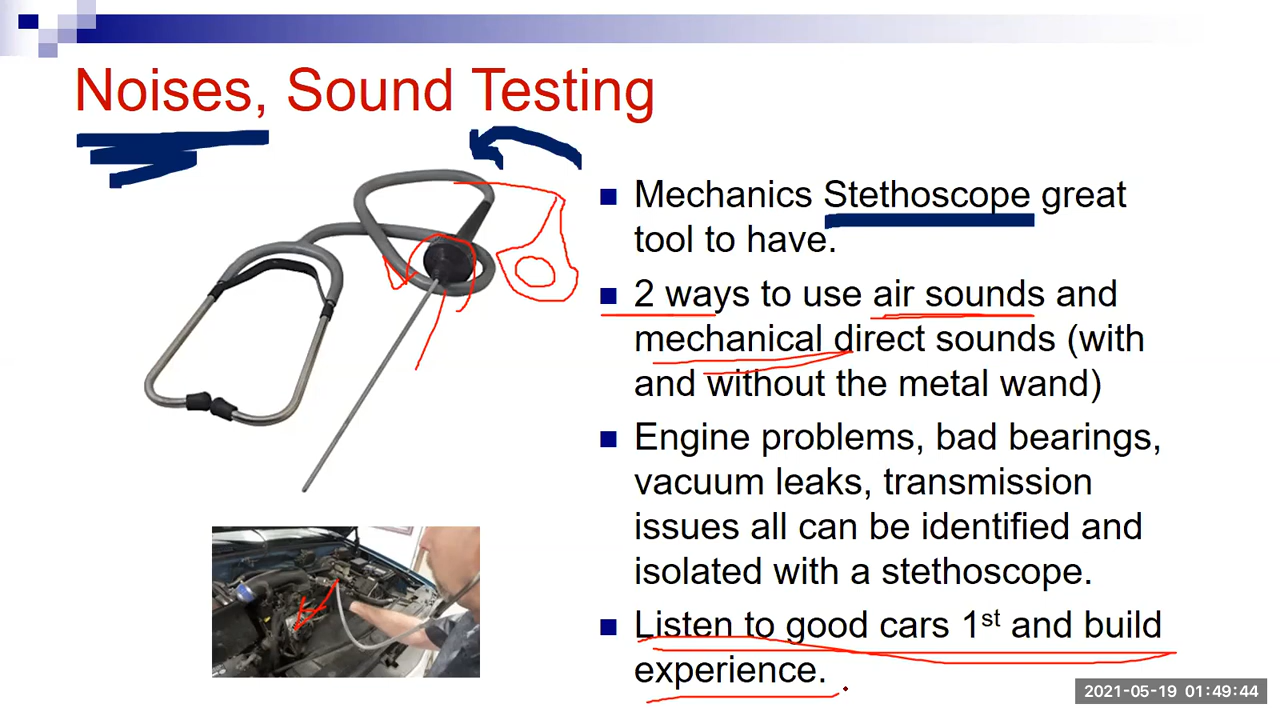 Noises, Sound Testing
Mechanics Stethoscope great
tool to have.
2 ways to use air sounds and
mechanical direct sounds (with
and without the metal wand)
Engine problems, bad bearings,
vacuum leaks, transmission
issues all can be identified and
isolated with a stethoscope.
Listen to good cars 1st and build
experience.
2021-05-19 01:49:44